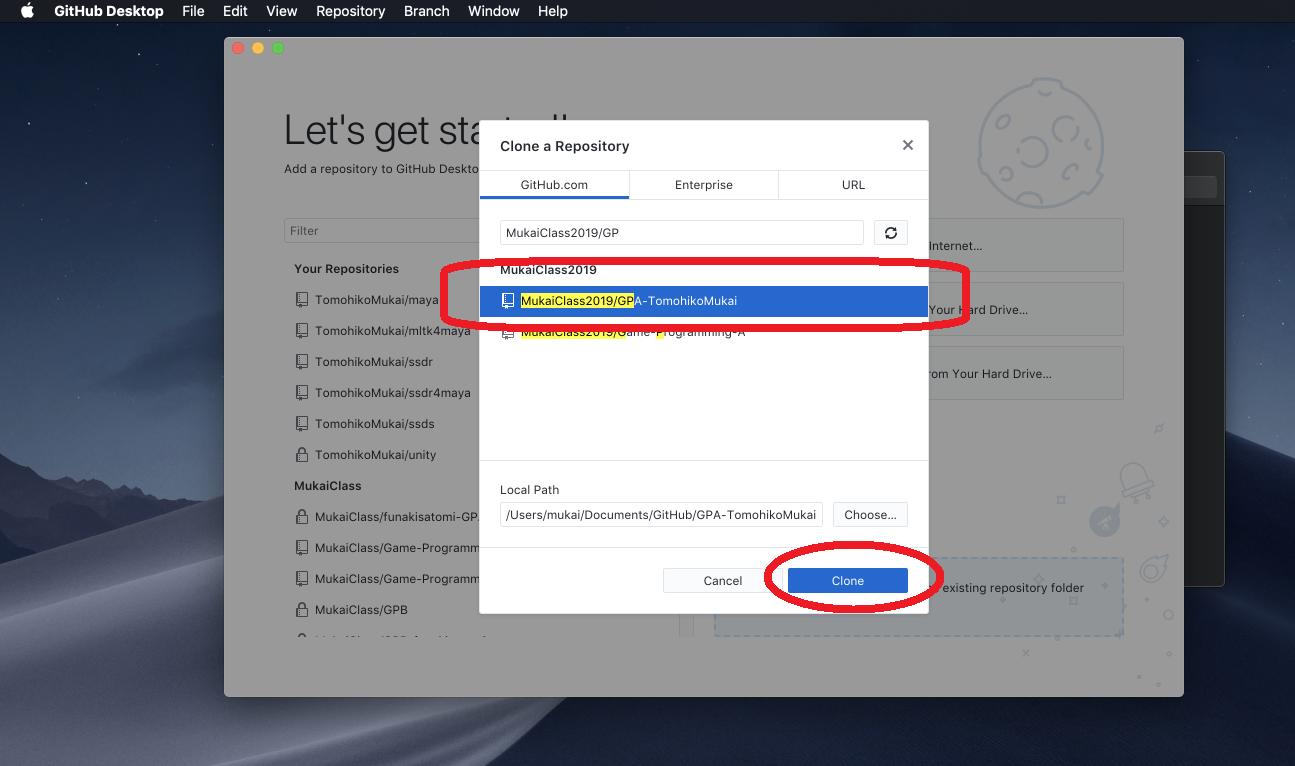 GitHub Desktop File Edit View Repository Branch Window Help
Let's get sta
Add a repository to GitHub Deskto
Filter
Your Repositories
TomohikoMukai/maya
TomohikoMukai/mltk4maya
TomohikoMukai/ssdr
TomohikoMukai/ssdr4maya
TomohikoMukai/ssds
TomohikoMukai/unity
MukaiClass
MukaiClass/funakisatomi-GP
MukaiClass/Game-Programm
MukaiClass/Game-Programm
MukaiClass/GPB
Clone a Repository
GitHub.com Enterprise URL
MukaiClass2019/GP
MukaiClass2019
MukaiClass2019/GPA-TomohikoMukai
MukaiClass2019/Game-Programming-A
Local Path
/Users/mukai/Documents/GitHub/GPA-TomohikoMukai Choose...
Cancel Clone
Internet...
Your Hard Drive...
rom Your Hard Drive...
existing repository folder